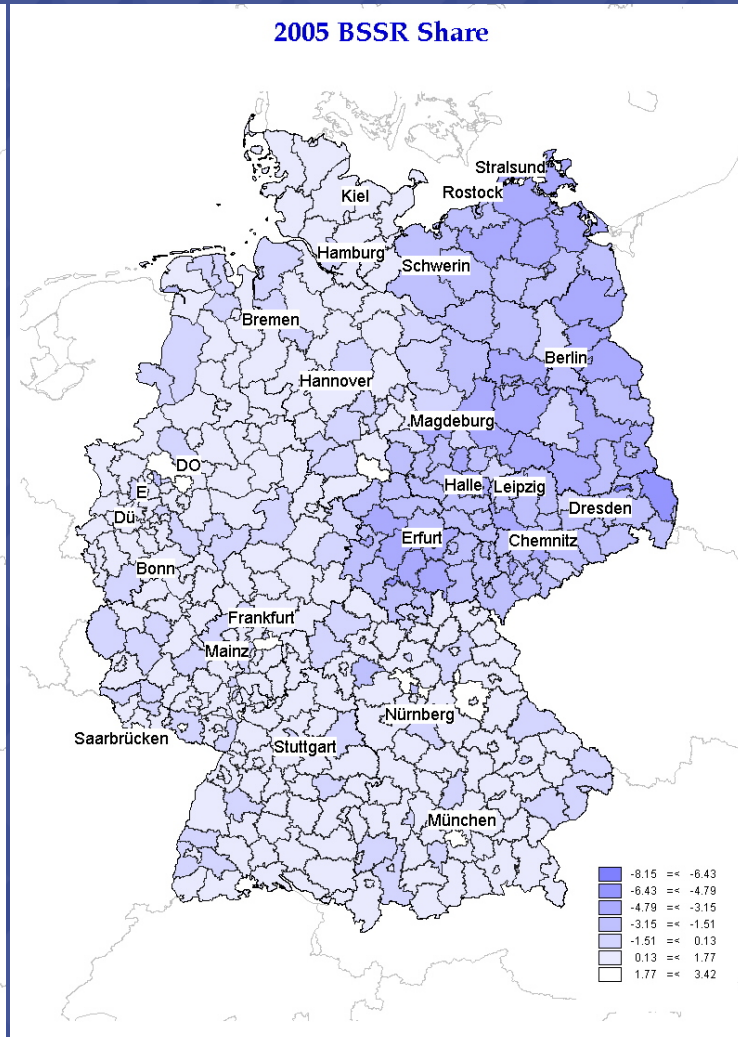 2005 BSSR Share
Stralsund
Rostock
Kiel
Hamburg
Schwerin
Bremen
Berlin
Hannover
Magdeburg
DO
E
Halle Leipzig
Dü
Dresden
Erfurt
Chemnitz
Bonn
Frankfurt
Mainz
Nürnberg
Saarbrücken
Stuttgart
München
-8.15 =< -6.43
-6.43 =< -4.79
-4.79 =< -3.15
-3.15 =< -1.51
-1.51 =< 0.13
0.13 =< 1.77
1.77 =< 3.42